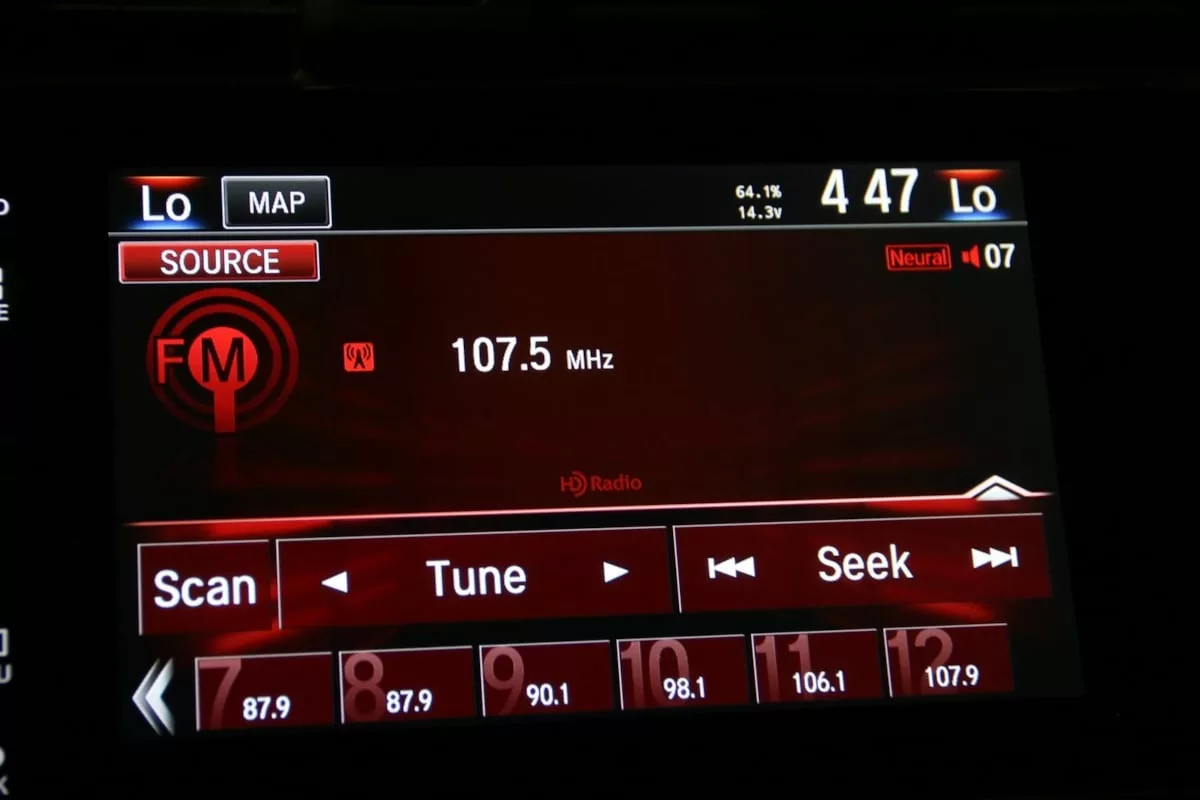 Lo MAP 64.1% 4 47 Lo
14.3v
SOURCE Neural 07
FM 107.5 MHz
HD Radio
Scan Tune Seek
7 87.9 8 87.9 9 90.1 10 98.1 11 106.1 12 107.9